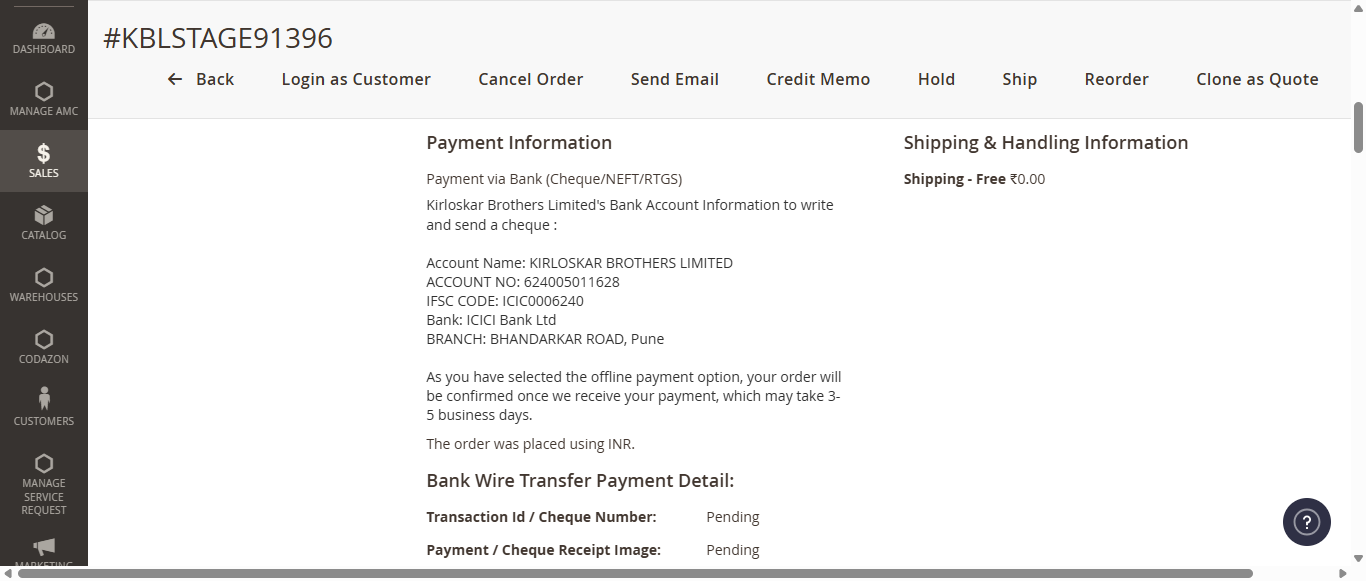 #KBLSTAGE91396
← Back Login as Customer Cancel Order Send Email Credit Memo Hold Ship Reorder Clone as Quote
DASHBOARD
MANAGE AMC
$
SALES
CATALOG
WAREHOUSES
CODAZON
CUSTOMERS
MANAGE
SERVICE
REQUEST
MARKETING
Payment Information
Payment via Bank (Cheque/NEFT/RTGS)
Kirloskar Brothers Limited's Bank Account Information to write
and send a cheque :
Account Name: KIRLOSKAR BROTHERS LIMITED
ACCOUNT NO: 624005011628
IFSC CODE: ICIC0006240
Bank: ICICI Bank Ltd
BRANCH: BHANDARKAR ROAD, Pune
As you have selected the offline payment option, your order will
be confirmed once we receive your payment, which may take 3-
5 business days.
The order was placed using INR.
Bank Wire Transfer Payment Detail:
Transaction Id / Cheque Number: Pending
Payment / Cheque Receipt Image: Pending
Shipping & Handling Information
Shipping - Free ₹0.00
?